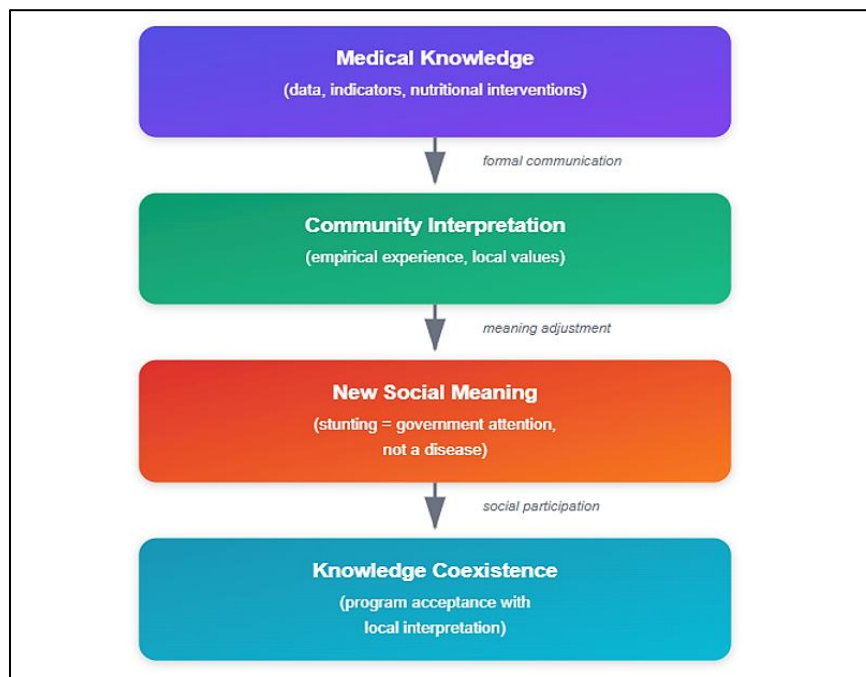 Medical Knowledge
(data, indicators, nutritional interventions)
formal communication
Community Interpretation
(empirical experience, local values)
meaning adjustment
New Social Meaning
(stunting = government attention,
not a disease)
social participation
Knowledge Coexistence
(program acceptance with
local interpretation)